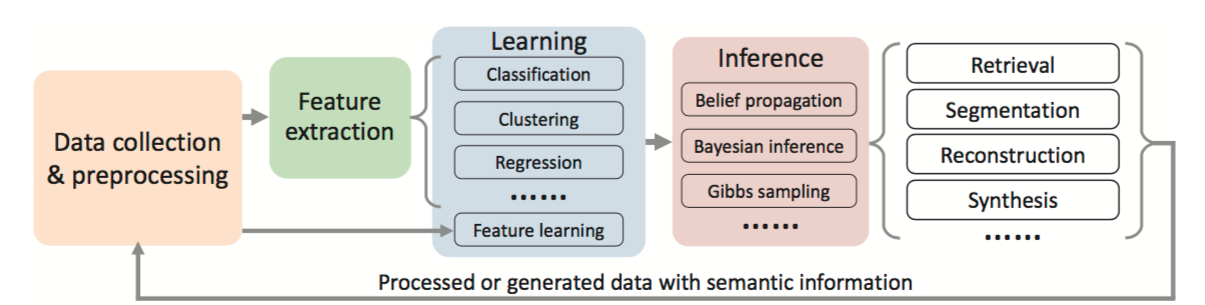 Data collection
& preprocessing
Feature
extraction
Learning
Classification
Clustering
Regression
......
Feature learning
Inference
Belief propagation
Bayesian inference
Gibbs sampling
......
Retrieval
Segmentation
Reconstruction
Synthesis
......
Processed or generated data with semantic information